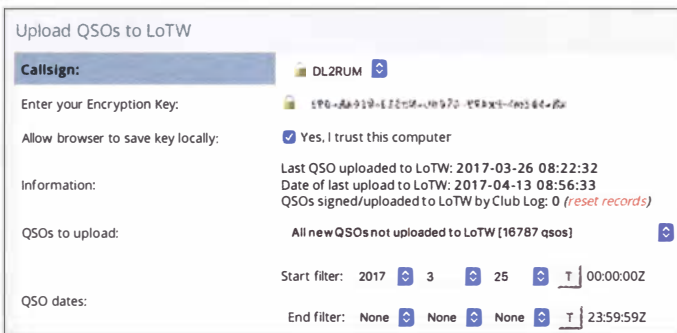 Upload QSOs to LoTW
Callsign: DL2RUM
Enter your Encryption Key:
Allow browser to save key locally: Yes, I trust this computer
Last QSO uploaded to LoTW: 2017-03-26 08:22:32
Information: Date of last upload to LoTW: 2017-04-13 08:56:33
QSOs signed/uploaded to LoTW by Club Log: 0 (reset records)
QSOs to upload: All new QSOs not uploaded to LoTW [16787 qsos]
Start filter: 2017 3 25 T 00:00:00Z
QSO dates:
End filter: None None None T 23:59:59Z